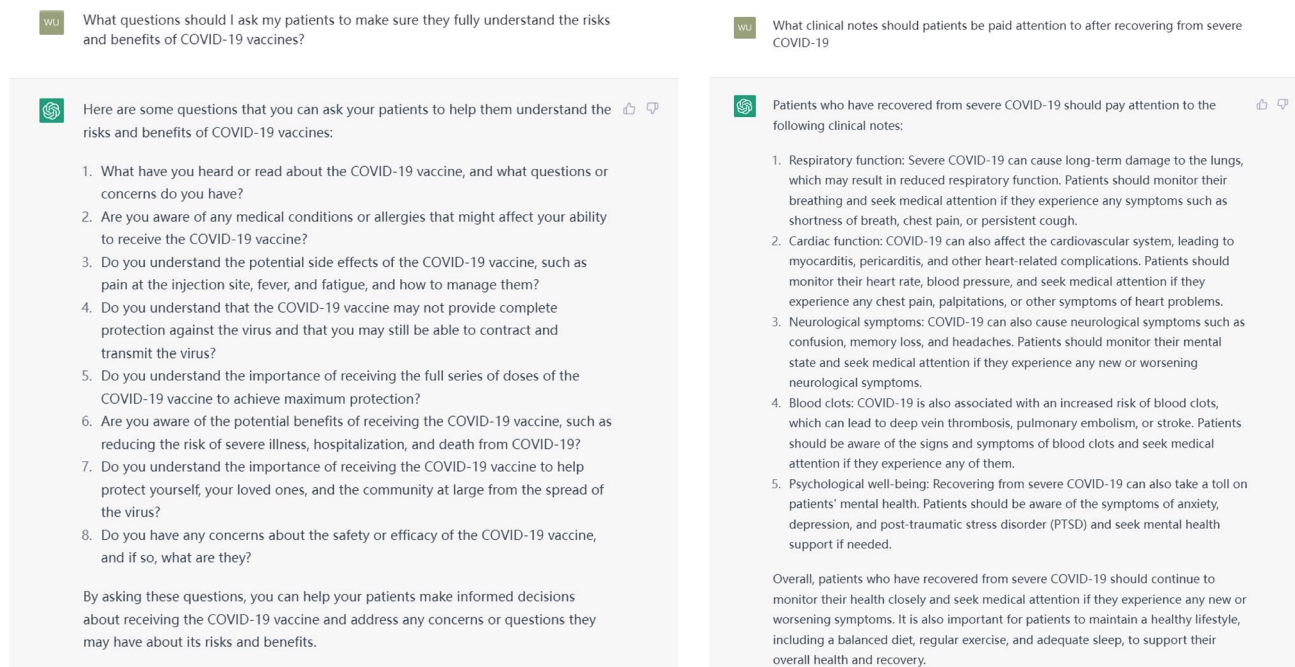 WU
What questions should I ask my patients to make sure they fully understand the risks
and benefits of COVID-19 vaccines?
Here are some questions that you can ask your patients to help them understand the
risks and benefits of COVID-19 vaccines:
1. What have you heard or read about the COVID-19 vaccine, and what questions or
concerns do you have?
2. Are you aware of any medical conditions or allergies that might affect your ability
to receive the COVID-19 vaccine?
3. Do you understand the potential side effects of the COVID-19 vaccine, such as
pain at the injection site, fever, and fatigue, and how to manage them?
4. Do you understand that the COVID-19 vaccine may not provide complete
protection against the virus and that you may still be able to contract and
transmit the virus?
5. Do you understand the importance of receiving the full series of doses of the
COVID-19 vaccine to achieve maximum protection?
6. Are you aware of the potential benefits of receiving the COVID-19 vaccine, such as
reducing the risk of severe illness, hospitalization, and death from COVID-19?
7. Do you understand the importance of receiving the COVID-19 vaccine to help
protect yourself, your loved ones, and the community at large from the spread of
the virus?
8. Do you have any concerns about the safety or efficacy of the COVID-19 vaccine,
and if so, what are they?
By asking these questions, you can help your patients make informed decisions
about receiving the COVID-19 vaccine and address any concerns or questions they
may have about its risks and benefits.
WU
What clinical notes should patients be paid attention to after recovering from severe
COVID-19
Patients who have recovered from severe COVID-19 should pay attention to the
following clinical notes:
1. Respiratory function: Severe COVID-19 can cause long-term damage to the lungs,
which may result in reduced respiratory function. Patients should monitor their
breathing and seek medical attention if they experience any symptoms such as
shortness of breath, chest pain, or persistent cough.
2. Cardiac function: COVID-19 can also affect the cardiovascular system, leading to
myocarditis, pericarditis, and other heart-related complications. Patients should
monitor their heart rate, blood pressure, and seek medical attention if they
experience any chest pain, palpitations, or other symptoms of heart problems.
3. Neurological symptoms: COVID-19 can also cause neurological symptoms such as
confusion, memory loss, and headaches. Patients should monitor their mental
state and seek medical attention if they experience any new or worsening
neurological symptoms.
4. Blood clots: COVID-19 is also associated with an increased risk of blood clots,
which can lead to deep vein thrombosis, pulmonary embolism, or stroke. Patients
should be aware of the signs and symptoms of blood clots and seek medical
attention if they experience any of them.
5. Psychological well-being: Recovering from severe COVID-19 can also take a toll on
patients' mental health. Patients should be aware of the symptoms of anxiety,
depression, and post-traumatic stress disorder (PTSD) and seek mental health
support if needed.
Overall, patients who have recovered from severe COVID-19 should continue to
monitor their health closely and seek medical attention if they experience any new or
worsening symptoms. It is also important for patients to maintain a healthy lifestyle,
including a balanced diet, regular exercise, and adequate sleep, to support their
overall health and recovery.